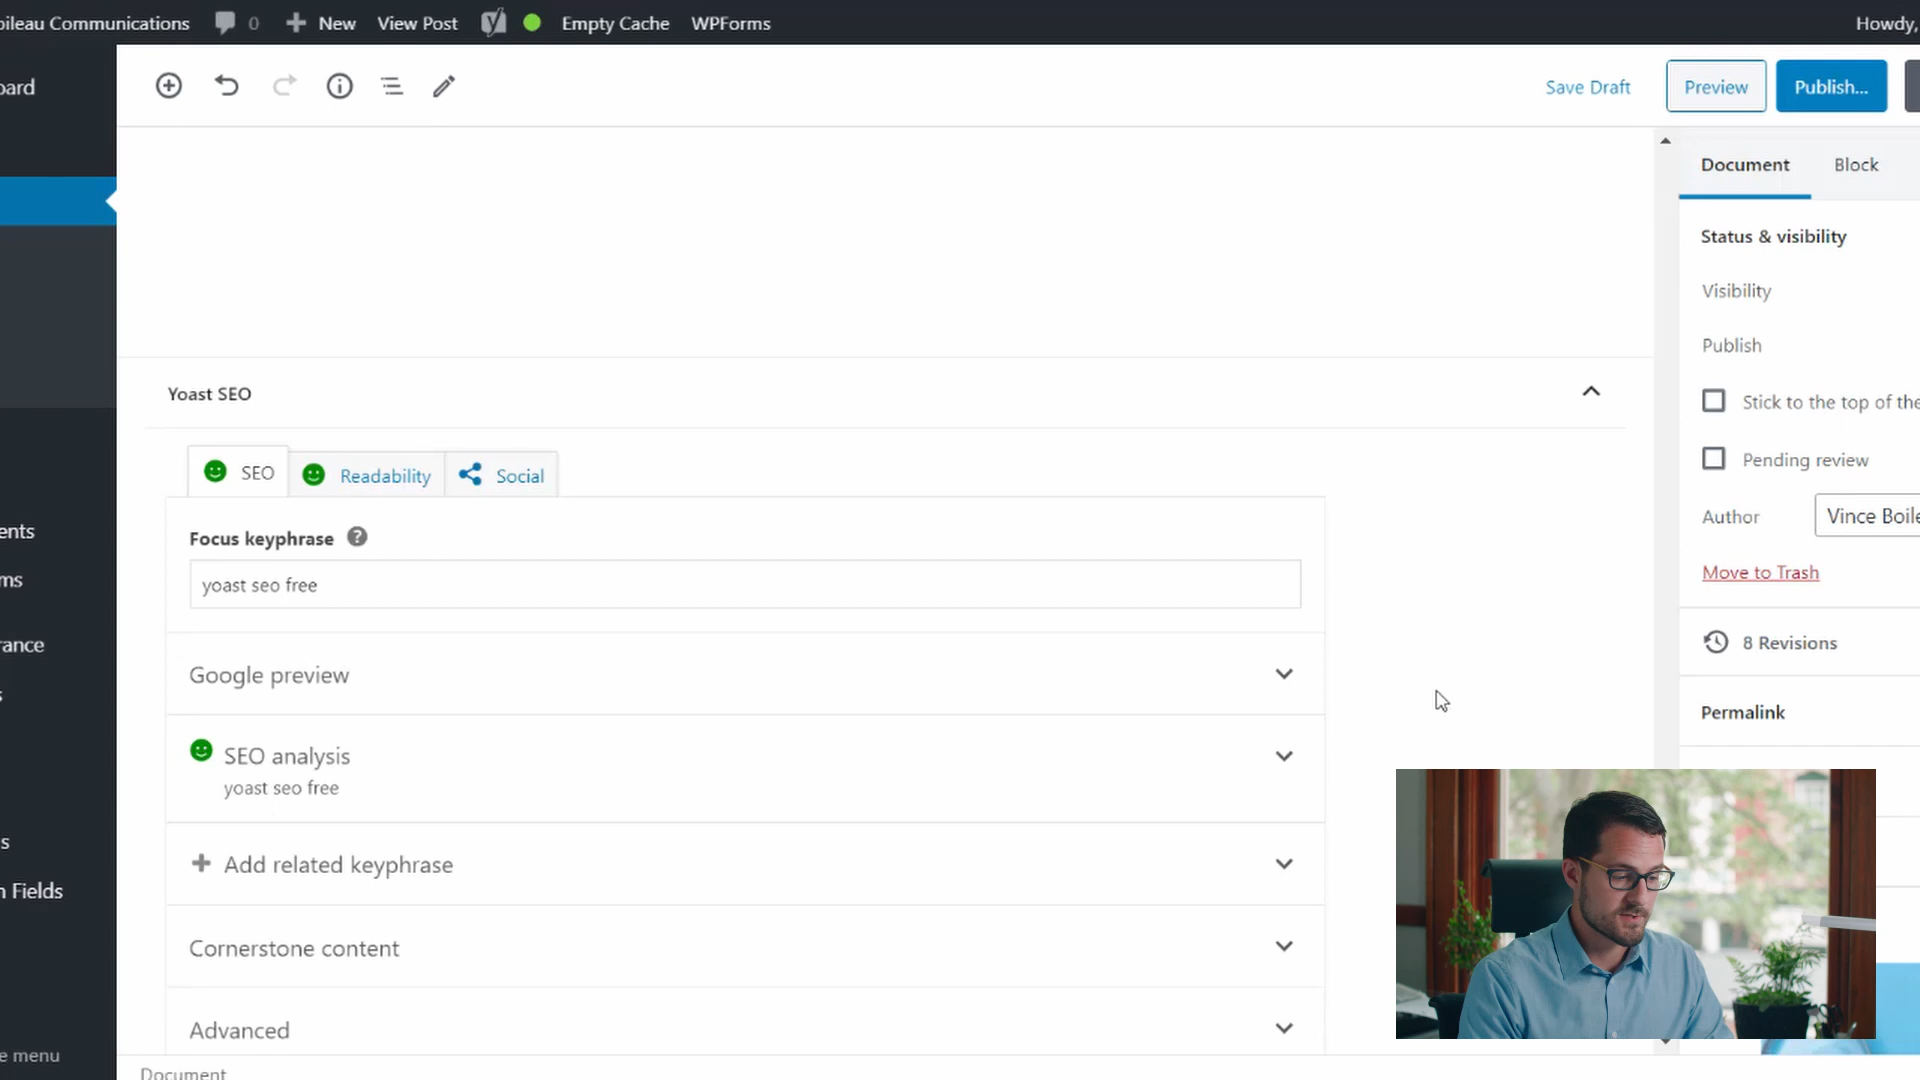 oileau Communications 0 New View Post Empty Cache WPForms Howdy,
oard
Save Draft Preview Publish...
Document Block
Status & visibility
Visibility
Publish
Stick to the top of the
Pending review
Author Vince Boile
Move to Trash
8 Revisions
Permalink
Yoast SEO
SEO Readability Social
Focus keyphrase ?
yoast seo free
Google preview
SEO analysis
yoast seo free
Add related keyphrase
Cornerstone content
Advanced
Document
ents
ms
rance
s
s
n Fields
e menu